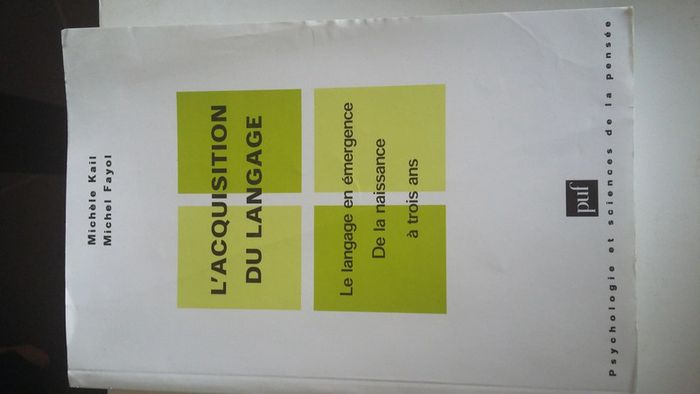 Michèle Kail
Michel Fayol
L'ACQUISITION
DU LANGAGE
Le langage en émergence
De la naissance
à trois ans
puf
Psychologie et sciences de la pensée